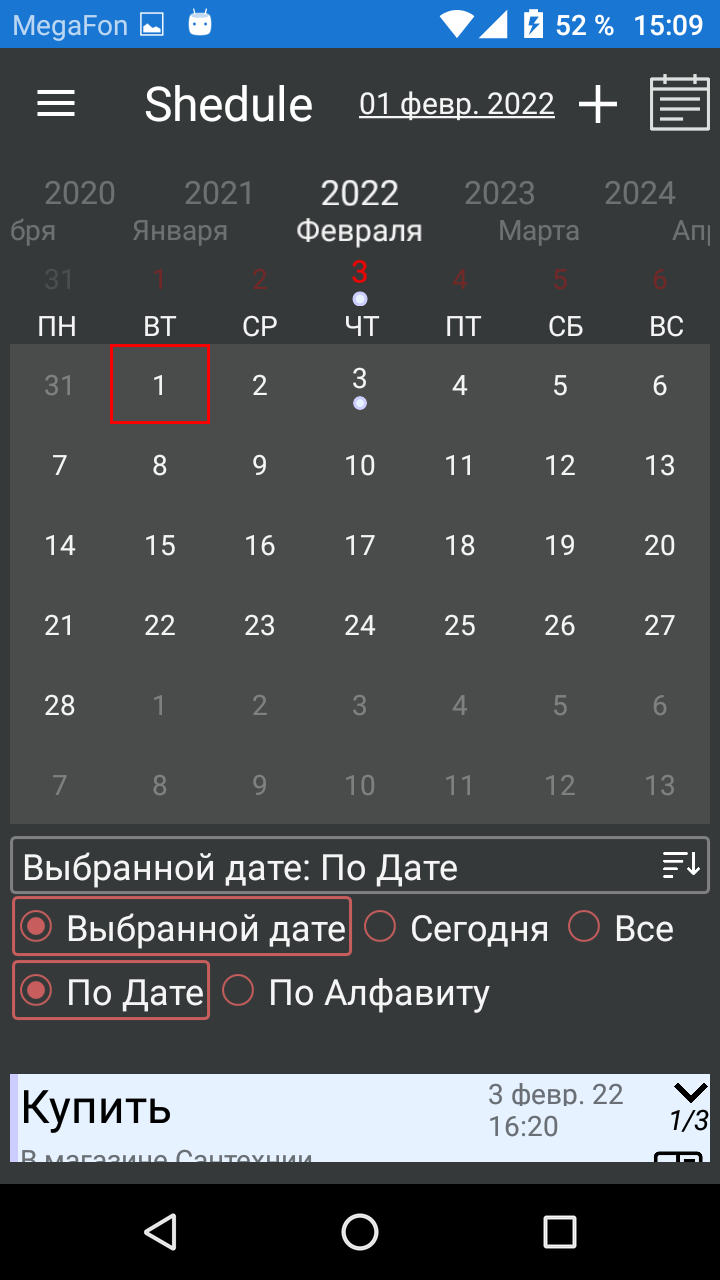 MegaFon 52 % 15:09
Shedule 01 февр. 2022
2020 2021 2022 2023 2024
бря Января Февраля Марта Ап
31 1 2 3 4 5 6
ПН ВТ СР ЧТ ПТ СБ ВС
31 1 2 3 4 5 6
7 8 9 10 11 12 13
14 15 16 17 18 19 20
21 22 23 24 25 26 27
28 1 2 3 4 5 6
7 8 9 10 11 12 13
Выбранной дате: По Дате
Выбранной дате Сегодня Все
По Дате По Алфавиту
Купить 3 февр. 22
16:20 1/3
В магазине Сантехнии